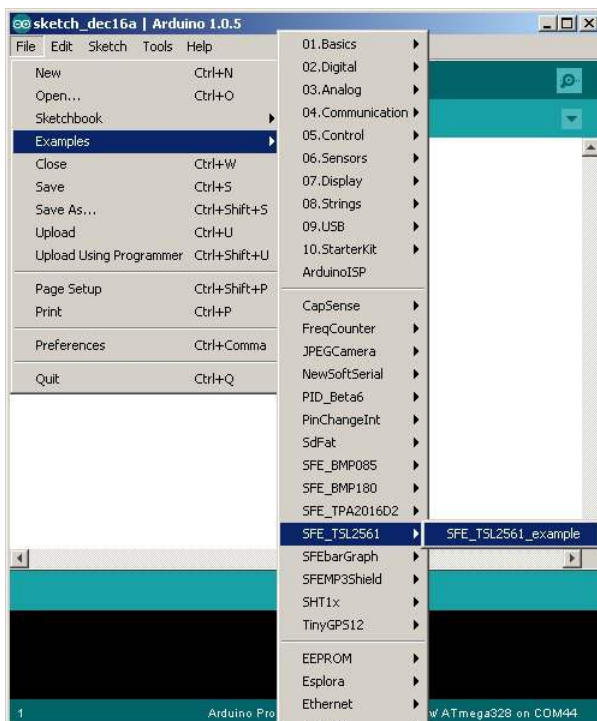 sketch_dec16a | Arduino 1.0.5
File Edit Sketch Tools Help
New Ctrl+N
Open... Ctrl+O
Sketchbook
Examples
Close Ctrl+W
Save Ctrl+S
Save As... Ctrl+Shift+S
Upload Ctrl+U
Upload Using Programmer Ctrl+Shift+U
Page Setup Ctrl+Shift+P
Print Ctrl+P
Preferences Ctrl+Comma
Quit Ctrl+Q
01.Basics
02.Digital
03.Analog
04.Communication
05.Control
06.Sensors
07.Display
08.Strings
09.USB
10.StarterKit
ArduinoISP
CapSense
FreqCounter
JPEGCamera
NewSoftSerial
PID_Beta6
PinChangeInt
SdFat
SFE_BMP085
SFE_BMP180
SFE_TPA2016D2
SFE_TSL2561
SFEbarGraph
SFEMP3Shield
SHT1x
TinyGPS12
EEPROM
Esplora
Ethernet
SFE_TSL2561_example
1 Arduino Pro ATmega328 on COM44